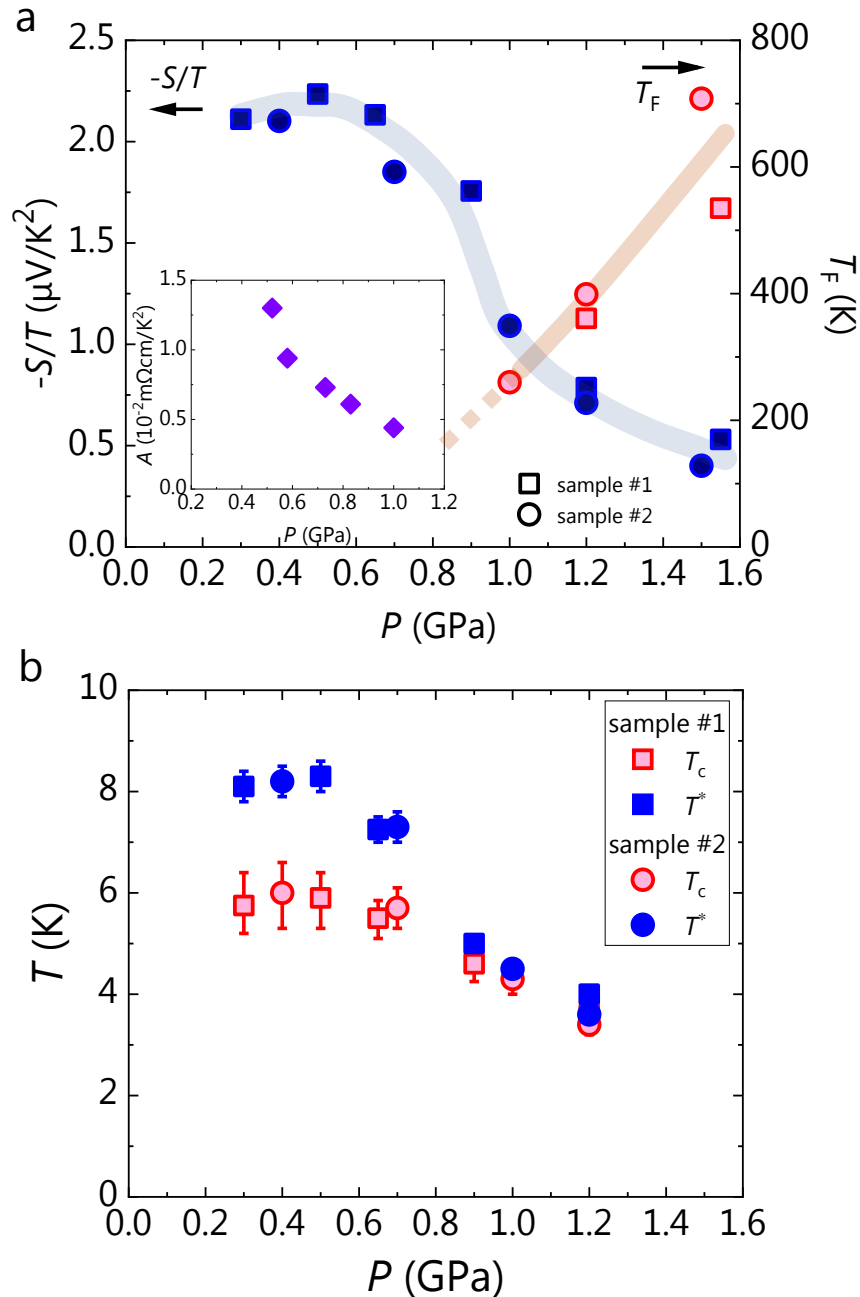 a
-S/T
T_F
-S/T (μV/K²)
2.5
2.0
1.5
1.0
0.5
0.0
800
600
400
200
0
T_F (K)
A (10⁻²mΩcm/K²)
1.5
1.0
0.5
0.0
0.2 0.4 0.6 0.8 1.0 1.2
P (GPa)
sample #1
sample #2
0.0 0.2 0.4 0.6 0.8 1.0 1.2 1.4 1.6
P (GPa)
b
T (K)
10
8
6
4
2
0
sample #1
T_c
T*
sample #2
T_c
T*
0.0 0.2 0.4 0.6 0.8 1.0 1.2 1.4 1.6
P (GPa)